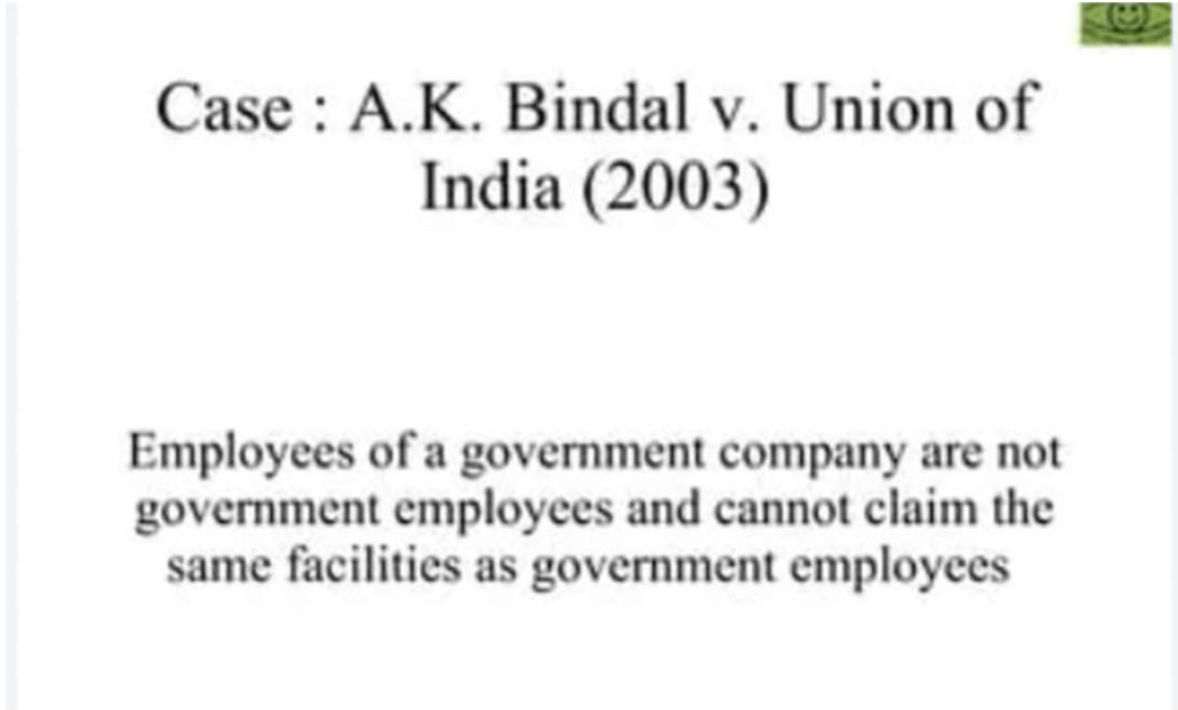 Case : A.K. Bindal v. Union of
India (2003)
Employees of a government company are not
government employees and cannot claim the
same facilities as government employees